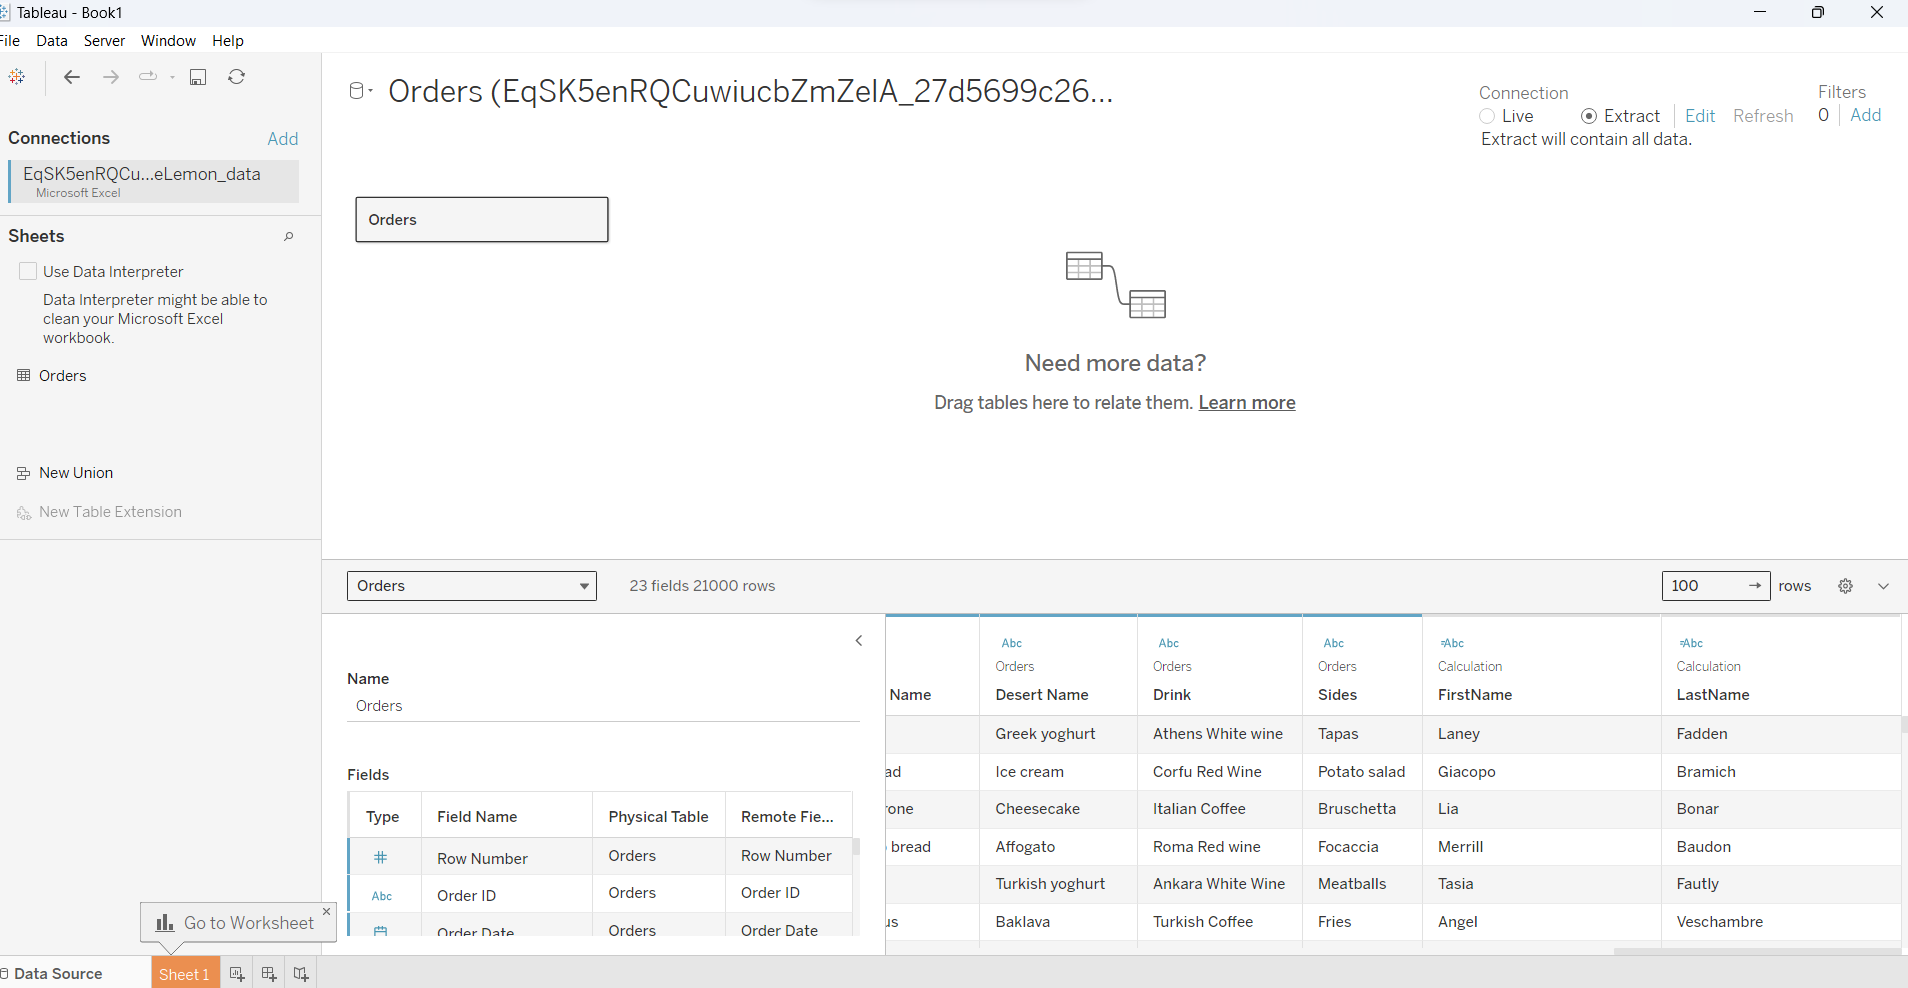 Tableau - Book1
File Data Server Window Help
Connections Add
EqSK5enRQCu...eLemon_data
Microsoft Excel
Sheets
Use Data Interpreter
Data Interpreter might be able to
clean your Microsoft Excel
workbook.
Orders
New Union
New Table Extension
Orders (EqSK5enRQCuwiucbZmZeIA_27d5699c26...
Connection
Live Extract Edit Refresh
Extract will contain all data.
Filters
0 Add
Orders
Need more data?
Drag tables here to relate them. Learn more
Orders 23 fields 21000 rows 100 rows
Name
Orders
Fields
Type Field Name Physical Table Remote Fie...
# Row Number Orders Row Number
Abc Order ID Orders Order ID
Order Date Orders Order Date
Abc Abc Abc =Abc =Abc
Orders Orders Orders Calculation Calculation
Name Desert Name Drink Sides FirstName LastName
Greek yoghurt Athens White wine Tapas Laney Fadden
ad Ice cream Corfu Red Wine Potato salad Giacopo Bramich
rone Cheesecake Italian Coffee Bruschetta Lia Bonar
bread Affogato Roma Red wine Focaccia Merrill Baudon
Turkish yoghurt Ankara White Wine Meatballs Tasia Fautly
us Baklava Turkish Coffee Fries Angel Veschambre
Go to Worksheet
Data Source Sheet 1